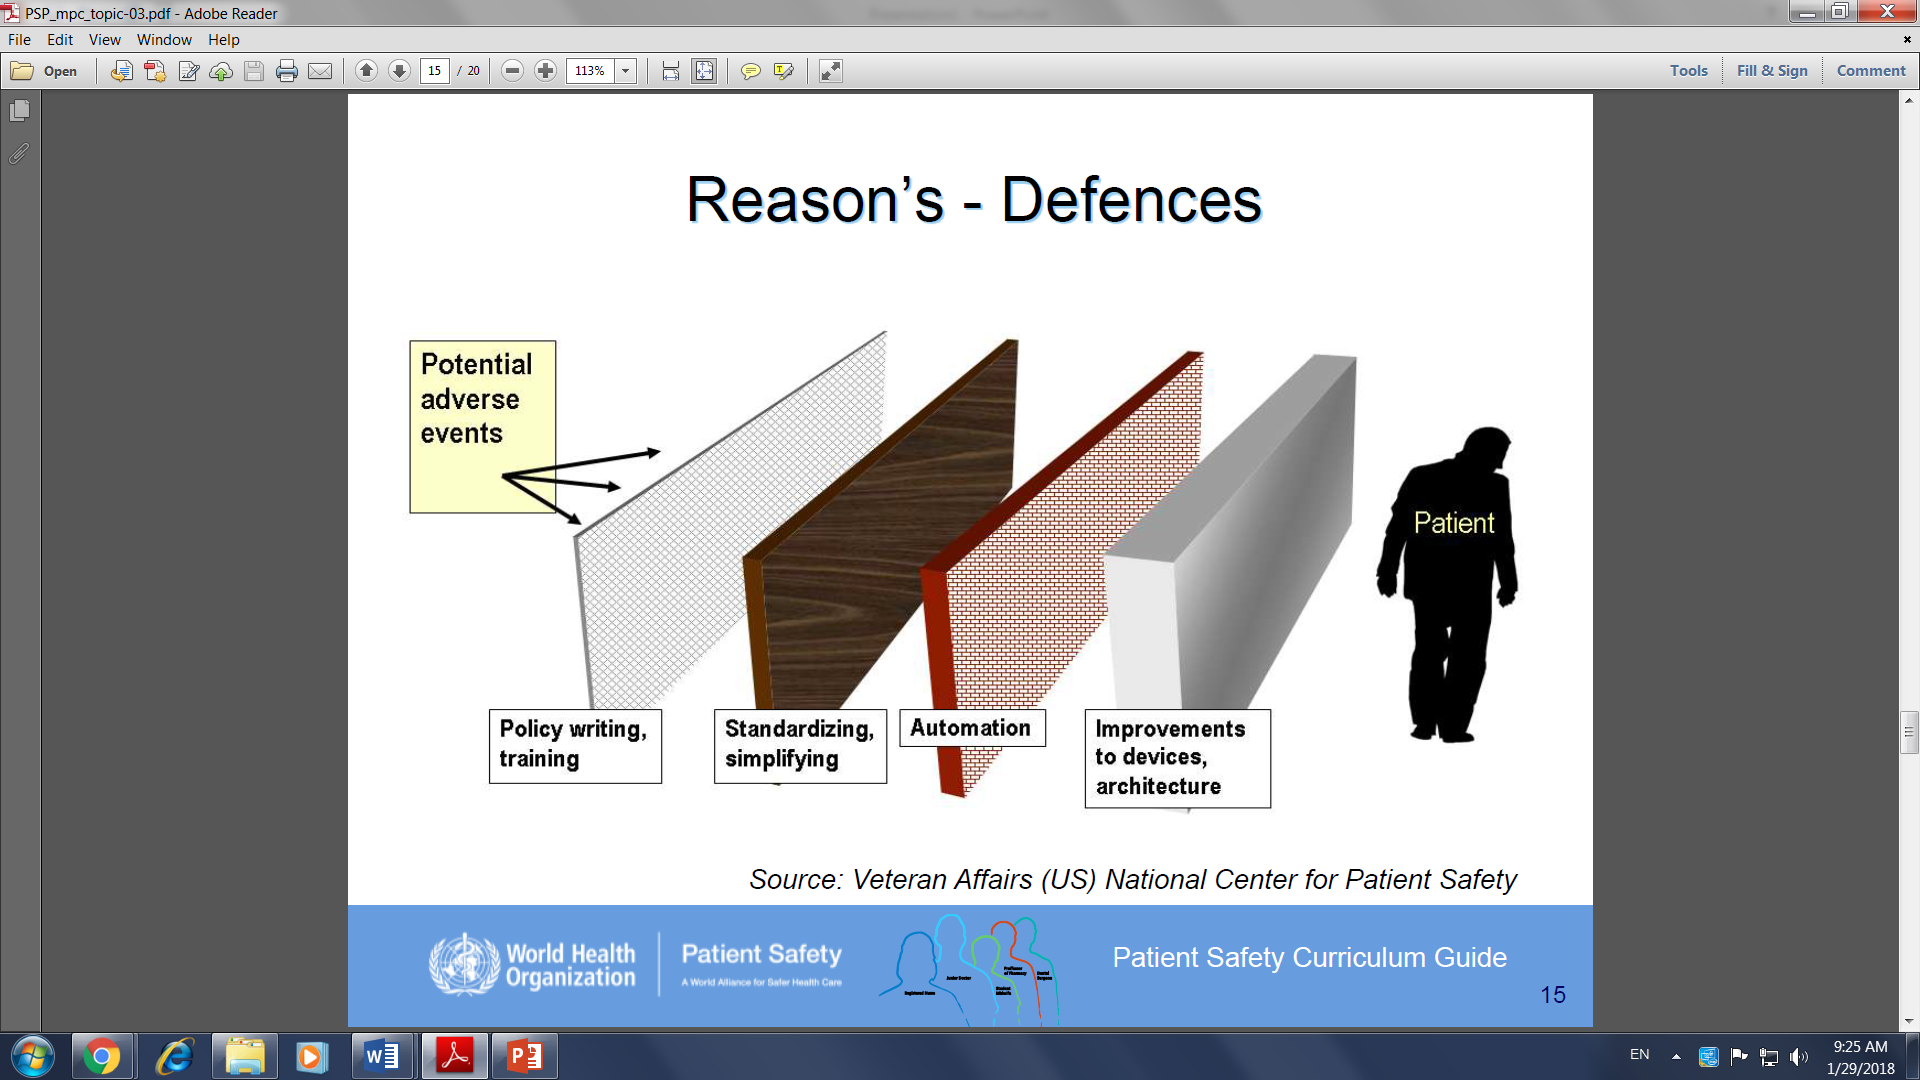 PSP_mpc_topic-03.pdf - Adobe Reader
File Edit View Window Help
Open
15 / 20
113%
Tools Fill & Sign Comment
Reason's - Defences
Potential
adverse
events
Patient
Policy writing,
training
Standardizing,
simplifying
Automation
Improvements
to devices,
architecture
Source: Veteran Affairs (US) National Center for Patient Safety
World Health
Organization
Patient Safety
A World Alliance for Safer Health Care
Patient Safety Curriculum Guide
15
EN
9:25 AM
1/29/2018